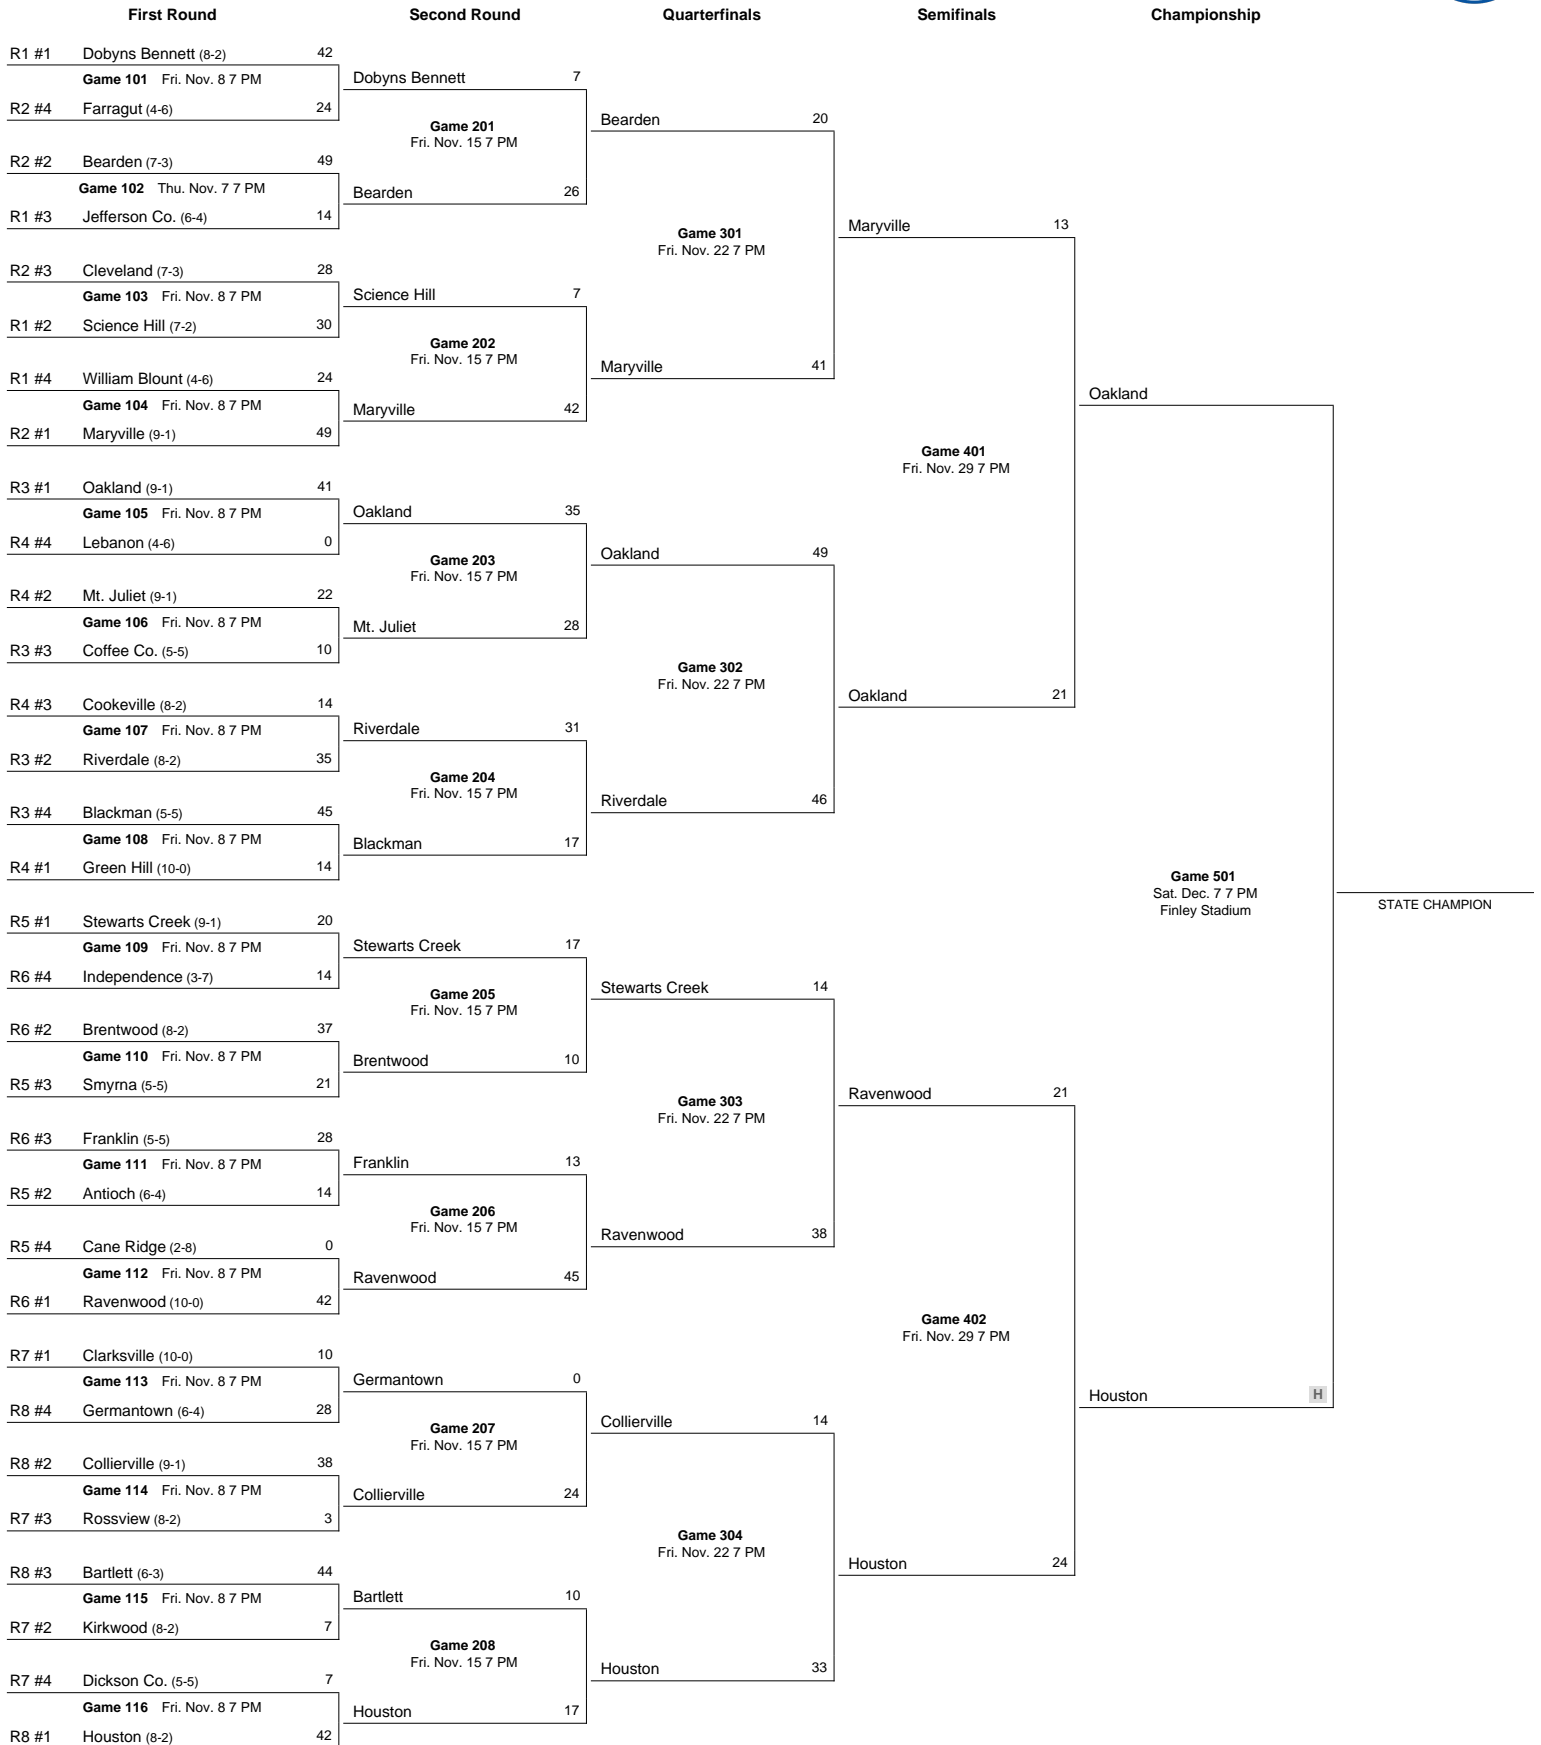 First Round Second Round Quarterfinals Semifinals Championship
R1 #1 Dobyns Bennett (8-2) 42
Game 101 Fri. Nov. 8 7 PM
R2 #4 Farragut (4-6) 24
R2 #2 Bearden (7-3) 49
Game 102 Thu. Nov. 7 7 PM
R1 #3 Jefferson Co. (6-4) 14
R2 #3 Cleveland (7-3) 28
Game 103 Fri. Nov. 8 7 PM
R1 #2 Science Hill (7-2) 30
R1 #4 William Blount (4-6) 24
Game 104 Fri. Nov. 8 7 PM
R2 #1 Maryville (9-1) 49
R3 #1 Oakland (9-1) 41
Game 105 Fri. Nov. 8 7 PM
R4 #4 Lebanon (4-6) 0
R4 #2 Mt. Juliet (9-1) 22
Game 106 Fri. Nov. 8 7 PM
R3 #3 Coffee Co. (5-5) 10
R4 #3 Cookeville (8-2) 14
Game 107 Fri. Nov. 8 7 PM
R3 #2 Riverdale (8-2) 35
R3 #4 Blackman (5-5) 45
Game 108 Fri. Nov. 8 7 PM
R4 #1 Green Hill (10-0) 14
R5 #1 Stewarts Creek (9-1) 20
Game 109 Fri. Nov. 8 7 PM
R6 #4 Independence (3-7) 14
R6 #2 Brentwood (8-2) 37
Game 110 Fri. Nov. 8 7 PM
R5 #3 Smyrna (5-5) 21
R6 #3 Franklin (5-5) 28
Game 111 Fri. Nov. 8 7 PM
R5 #2 Antioch (6-4) 14
R5 #4 Cane Ridge (2-8) 0
Game 112 Fri. Nov. 8 7 PM
R6 #1 Ravenwood (10-0) 42
R7 #1 Clarksville (10-0) 10
Game 113 Fri. Nov. 8 7 PM
R8 #4 Germantown (6-4) 28
R8 #2 Collierville (9-1) 38
Game 114 Fri. Nov. 8 7 PM
R7 #3 Rossview (8-2) 3
R8 #3 Bartlett (6-3) 44
Game 115 Fri. Nov. 8 7 PM
R7 #2 Kirkwood (8-2) 7
R7 #4 Dickson Co. (5-5) 7
Game 116 Fri. Nov. 8 7 PM
R8 #1 Houston (8-2) 42
Dobyns Bennett 7
Game 201
Fri. Nov. 15 7 PM
Bearden 26
Science Hill 7
Game 202
Fri. Nov. 15 7 PM
Maryville 42
Oakland 35
Game 203
Fri. Nov. 15 7 PM
Mt. Juliet 28
Riverdale 31
Game 204
Fri. Nov. 15 7 PM
Blackman 17
Stewarts Creek 17
Game 205
Fri. Nov. 15 7 PM
Brentwood 10
Franklin 13
Game 206
Fri. Nov. 15 7 PM
Ravenwood 45
Germantown 0
Game 207
Fri. Nov. 15 7 PM
Collierville 24
Bartlett 10
Game 208
Fri. Nov. 15 7 PM
Houston 17
Bearden 20
Game 301
Fri. Nov. 22 7 PM
Maryville 41
Oakland 49
Game 302
Fri. Nov. 22 7 PM
Riverdale 46
Stewarts Creek 14
Game 303
Fri. Nov. 22 7 PM
Ravenwood 38
Collierville 14
Game 304
Fri. Nov. 22 7 PM
Houston 33
Maryville 13
Game 401
Fri. Nov. 29 7 PM
Oakland 21
Ravenwood 21
Game 402
Fri. Nov. 29 7 PM
Houston 24
Oakland
Game 501
Sat. Dec. 7 7 PM
Finley Stadium
Houston H
STATE CHAMPION